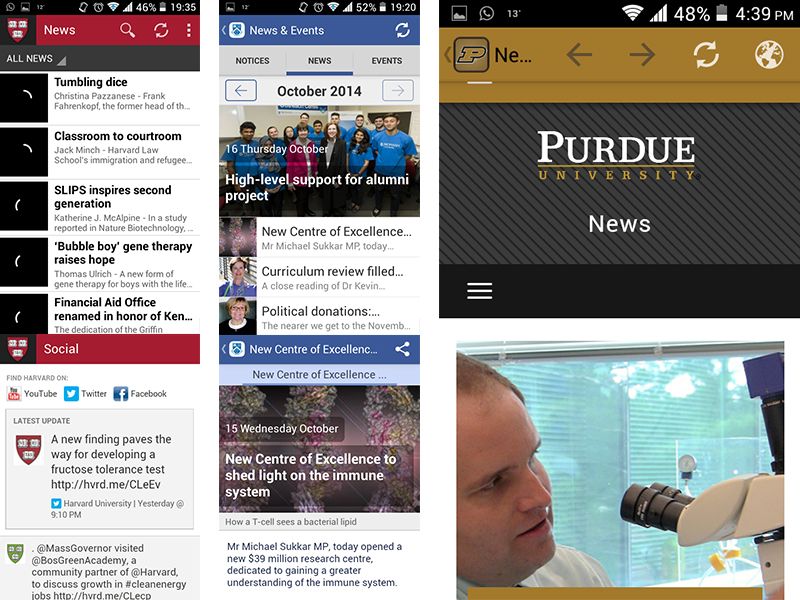 12'
46%
19:35
News
ALL NEWS
Tumbling dice
Christina Pazzanese - Frank
Fahrenkopf, the former head of th...
Classroom to courtroom
Jack Minch - Harvard Law
School's immigration and refugee...
SLIPS inspires second
generation
Katherine J. McAlpine - In a study
reported in Nature Biotechnology, ...
'Bubble boy' gene therapy
raises hope
Thomas Ulrich - A new form of
gene therapy for boys with the life...
Financial Aid Office
renamed in honor of Ken...
The dedication of the Griffin
Social
FIND HARVARD ON:
YouTube
Twitter
Facebook
LATEST UPDATE
A new finding paves the
way for developing a
fructose tolerance test
http://hvrd.me/CLeEv
Harvard University | Yesterday @
9:10 PM
. @MassGovernor visited
@BosGreenAcademy, a
community partner of @Harvard,
to discuss growth in #cleanenergy
jobs http://hvrd.me/CLecp
12'
52%
19:20
News & Events
NOTICES
NEWS
EVENTS
October 2014
16 Thursday October
High-level support for alumni
project
New Centre of Excellence...
Mr Michael Sukkar MP, today...
Curriculum review filled...
A close reading of Dr Kevin...
Political donations:...
The nearer we get to the Novemb...
New Centre of Excellenc...
New Centre of Excellence ...
15 Wednesday October
New Centre of Excellence to
shed light on the immune
system
How a T-cell sees a bacterial lipid
Mr Michael Sukkar MP, today opened a
new $39 million research centre,
dedicated to gaining a greater
understanding of the immune system.
13'
48%
4:39 PM
P
Ne...
PURDUE
UNIVERSITY
News